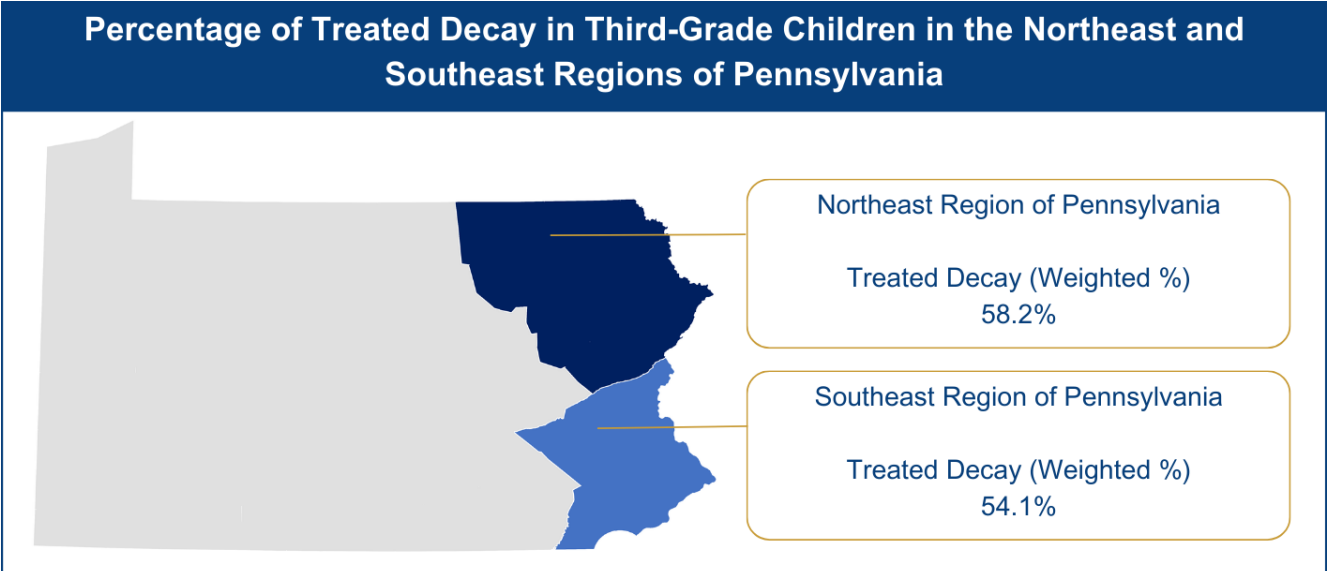 Percentage of Treated Decay in Third-Grade Children in the Northeast and
Southeast Regions of Pennsylvania
Northeast Region of Pennsylvania
Treated Decay (Weighted %)
58.2%
Southeast Region of Pennsylvania
Treated Decay (Weighted %)
54.1%